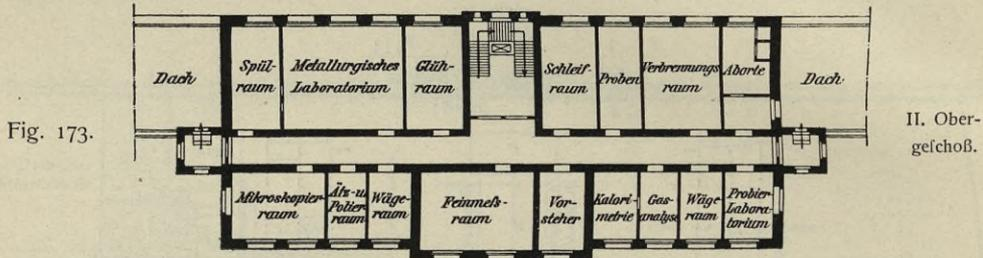 Fig. 173.
II. Ober-
geſchoß.
Dach
Spül-
raum
Metallurgisches
Laboratorium
Glüh-
raum
Schleif-
raum
Proben
Verbrennungs
raum
Aborte
Dach
Mikroskopier
raum
Ätz-u.
Polier
raum
Wäge-
raum
Feinmeſs-
raum
Vor-
steher
Kalori-
metrie
Gas-
analyse
Wäge
raum
Probier
Labora-
torium